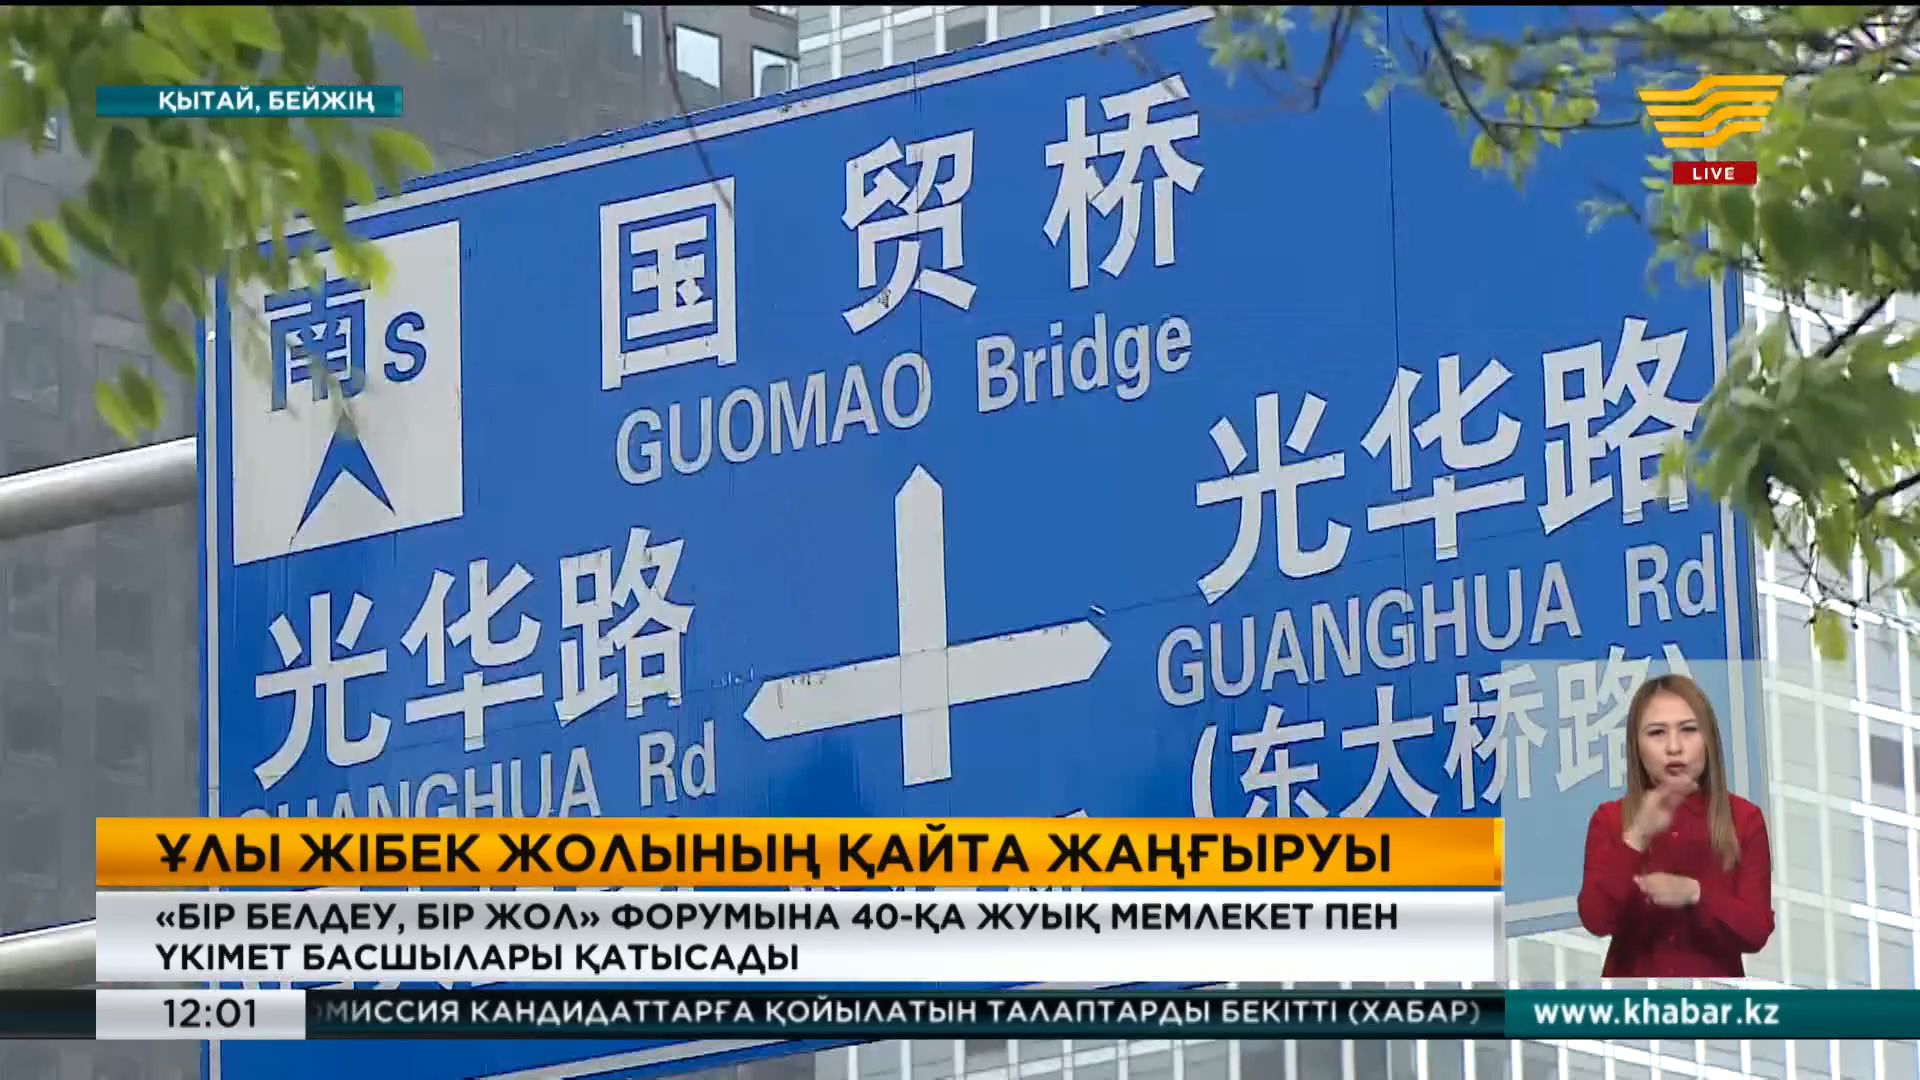 ҚЫТАЙ, БЕЙЖІҢ
LIVE
国贸桥
GUOMAO Bridge
南S
光华路
GUANGHUA Rd
(东大桥路)
光华路
GUANGHUA Rd
ҰЛЫ ЖІБЕК ЖОЛЫНЫҢ ҚАЙТА ЖАҢҒЫРУЫ
«БІР БЕЛДЕУ, БІР ЖОЛ» ФОРУМЫНА 40-ҚА ЖУЫҚ МЕМЛЕКЕТ ПЕН
ҮКІМЕТ БАСШЫЛАРЫ ҚАТЫСАДЫ
12:01
ОМИССИЯ КАНДИДАТТАРҒА ҚОЙЫЛАТЫН ТАЛАПТАРДЫ БЕКІТТІ (ХАБАР)
www.khabar.kz